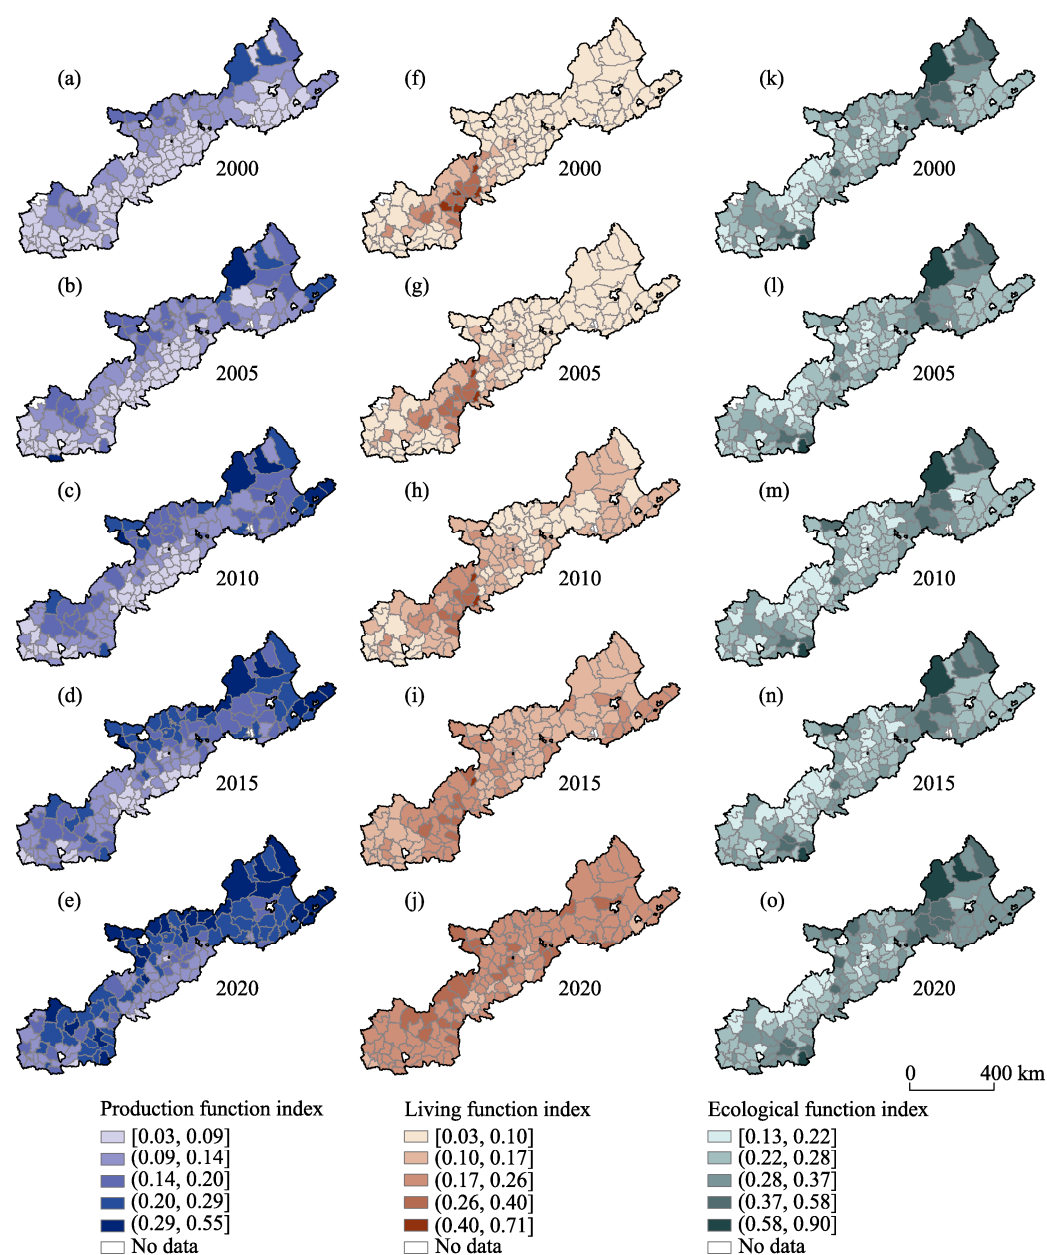 (a)
2000
(f)
2000
(k)
2000
(b)
2005
(g)
2005
(l)
2005
(c)
2010
(h)
2010
(m)
2010
(d)
2015
(i)
2015
(n)
2015
(e)
2020
(j)
2020
(o)
2020
0 400 km
Production function index
[0.03, 0.09]
(0.09, 0.14]
(0.14, 0.20]
(0.20, 0.29]
(0.29, 0.55]
No data
Living function index
[0.03, 0.10]
(0.10, 0.17]
(0.17, 0.26]
(0.26, 0.40]
(0.40, 0.71]
No data
Ecological function index
[0.13, 0.22]
(0.22, 0.28]
(0.28, 0.37]
(0.37, 0.58]
(0.58, 0.90]
No data